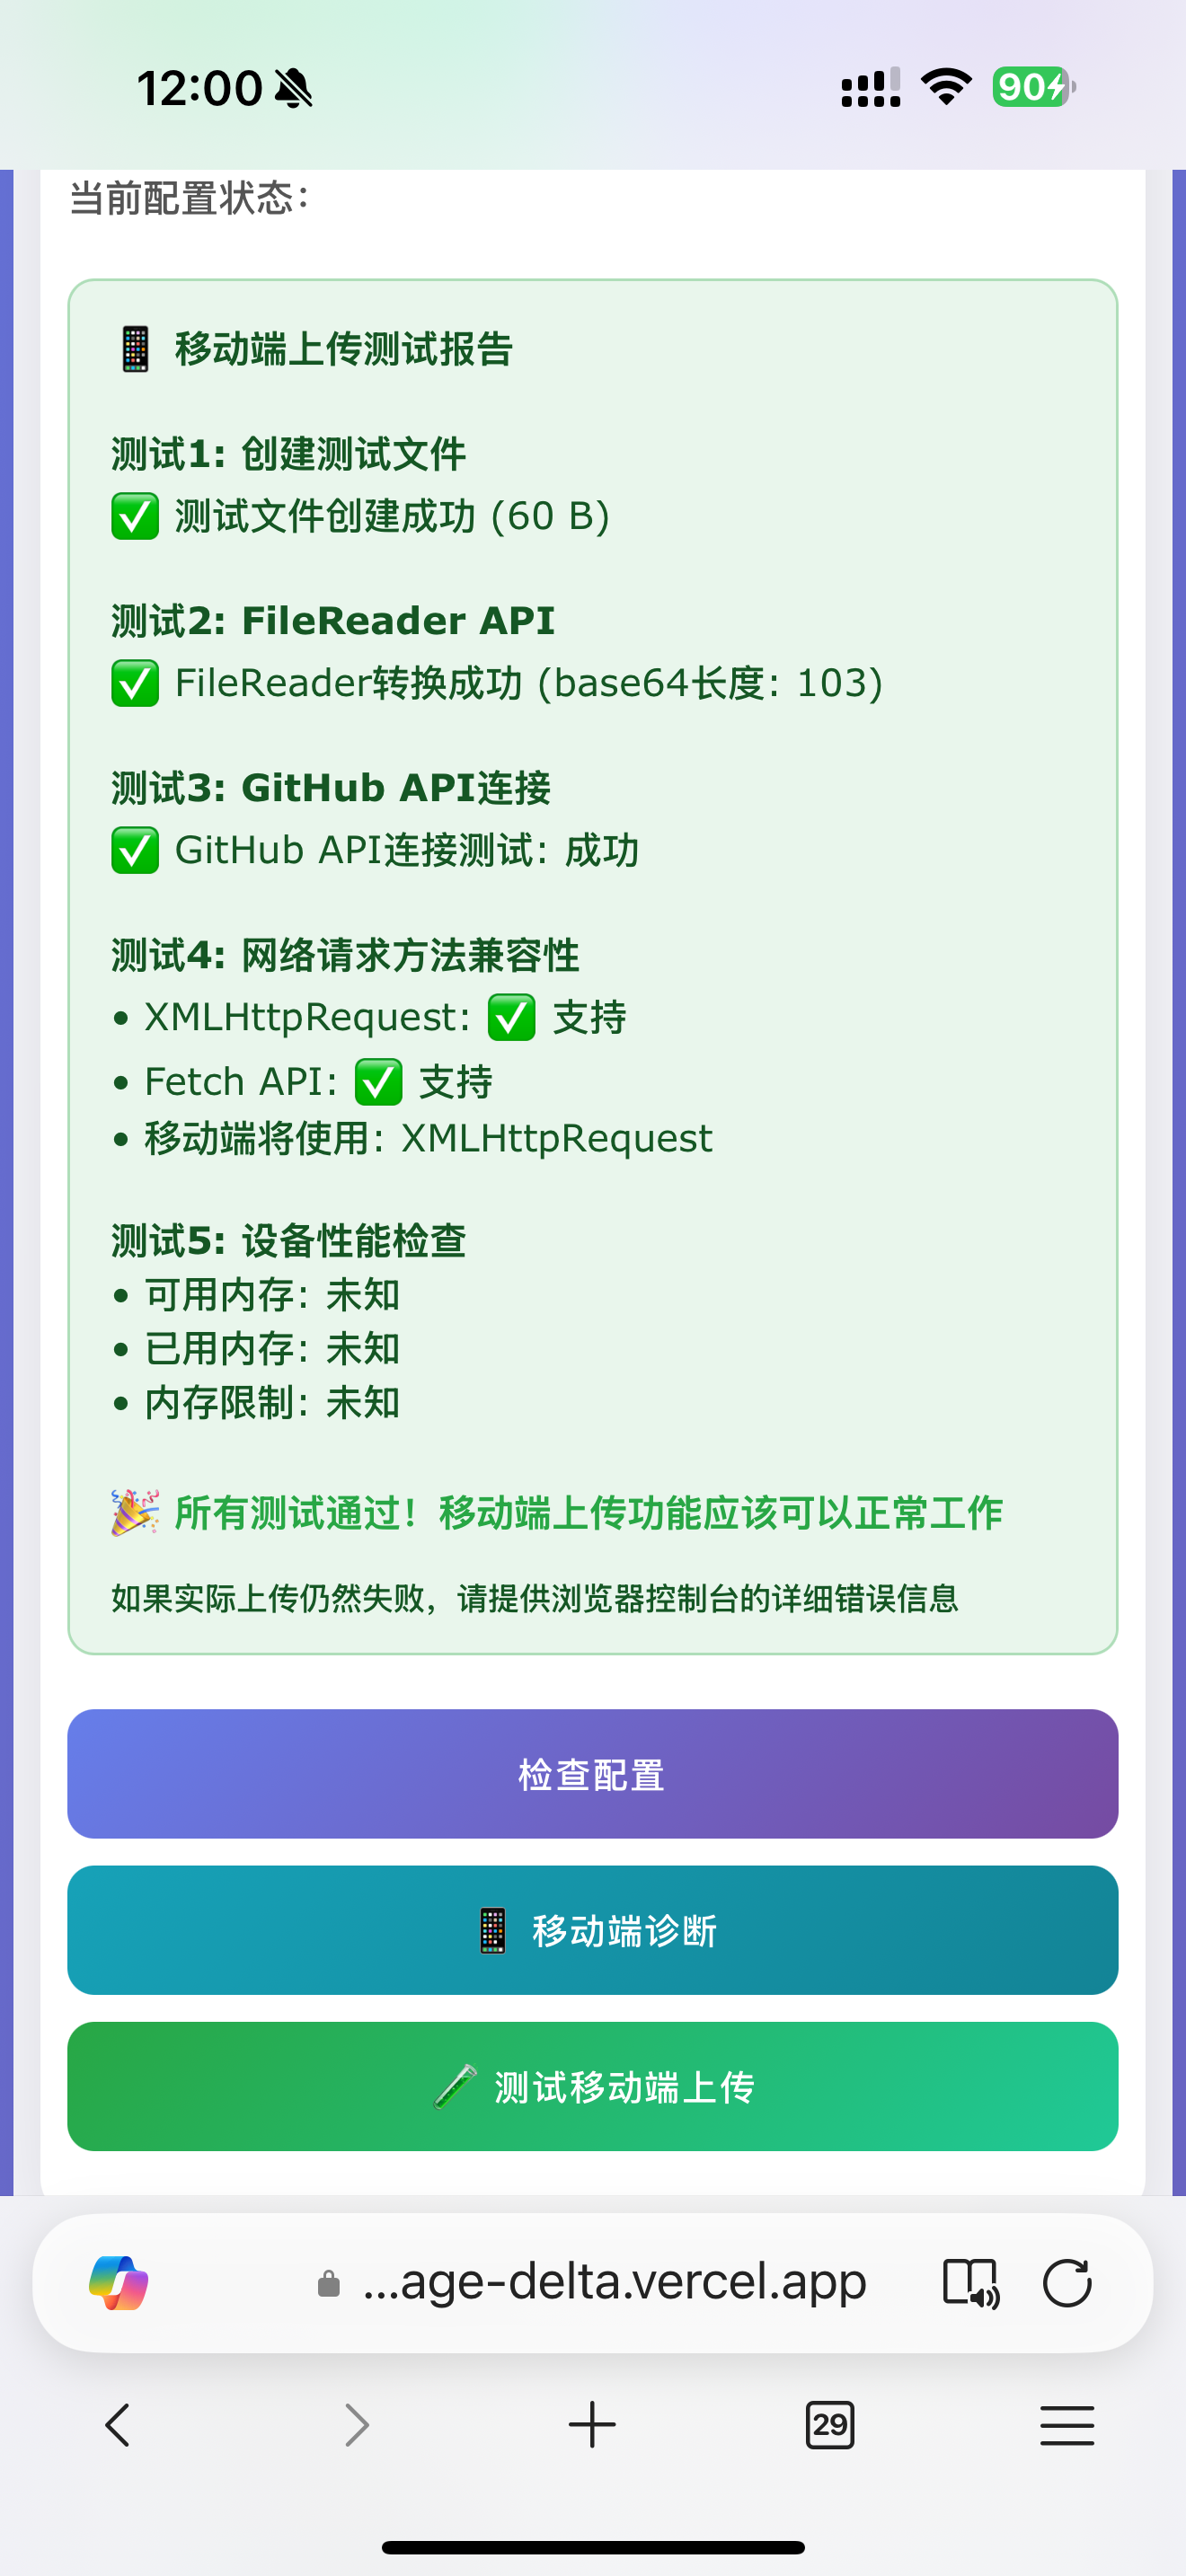 12:00
90
当前配置状态：
📱 移动端上传测试报告
测试1: 创建测试文件
✅ 测试文件创建成功 (60 B)
测试2: FileReader API
✅ FileReader转换成功 (base64长度: 103)
测试3: GitHub API连接
✅ GitHub API连接测试: 成功
测试4: 网络请求方法兼容性
• XMLHttpRequest: ✅ 支持
• Fetch API: ✅ 支持
• 移动端将使用: XMLHttpRequest
测试5: 设备性能检查
• 可用内存: 未知
• 已用内存: 未知
• 内存限制: 未知
🎉 所有测试通过！移动端上传功能应该可以正常工作
如果实际上传仍然失败，请提供浏览器控制台的详细错误信息
检查配置
📱 移动端诊断
🧪 测试移动端上传
...age-delta.vercel.app
29